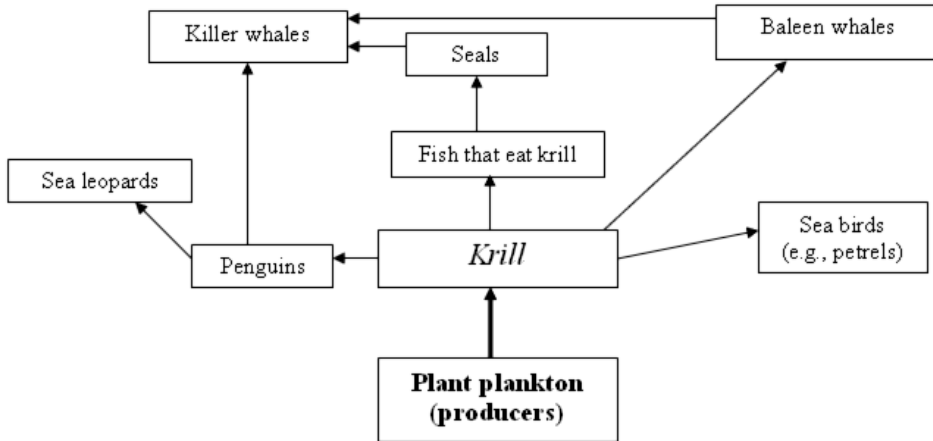 Killer whales
Baleen whales
Seals
Fish that eat krill
Sea leopards
Sea birds
(e.g., petrels)
Penguins
Krill
Plant plankton
(producers)